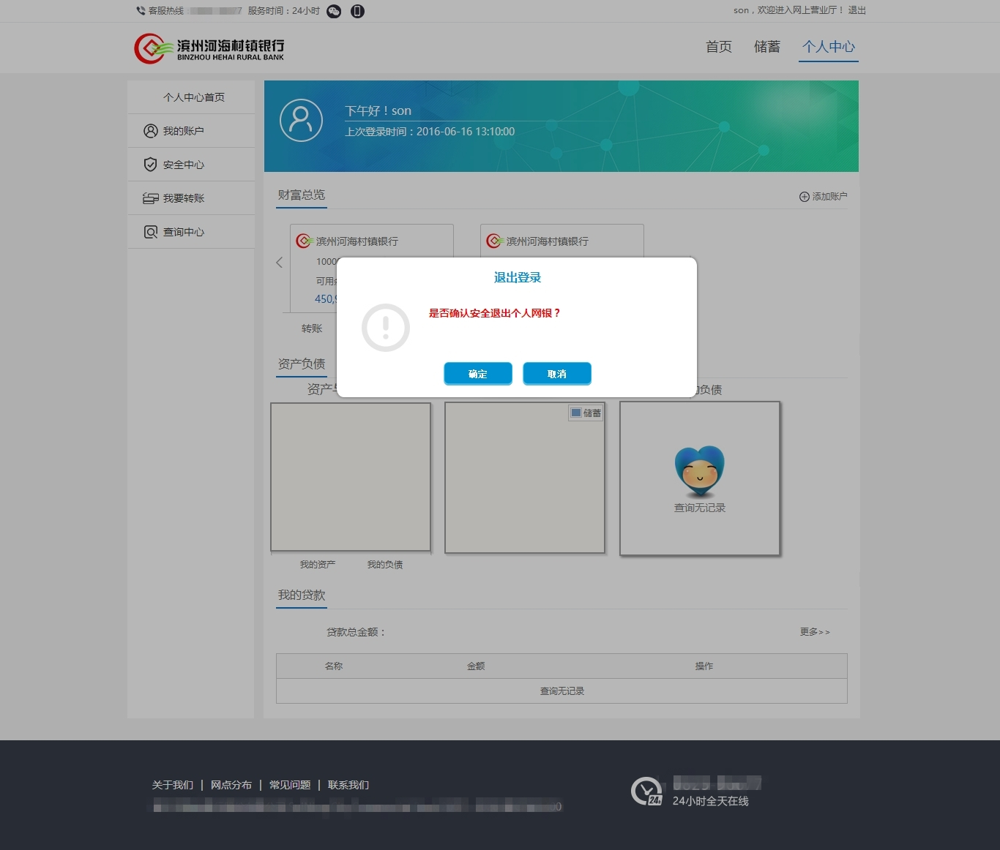 客服热线 7 服务时间：24小时
son，欢迎进入网上营业厅！ 退出
滨州河海村镇银行
BINZHOU HEHAI RURAL BANK
首页 储蓄 个人中心
个人中心首页
我的账户
安全中心
我要转账
查询中心
下午好！son
上次登录时间：2016-06-16 13:10:00
财富总览
添加账户
滨州河海村镇银行 滨州河海村镇银行
1000
可用
450,9
转账
退出登录
是否确认安全退出个人网银？
确定 取消
资产负债
资产与 的负债
储蓄
查询无记录
我的资产 我的负债
我的贷款
贷款总金额：
更多>>
名称 金额 操作
查询无记录
关于我们 | 网点分布 | 常见问题 | 联系我们
24
24小时全天在线